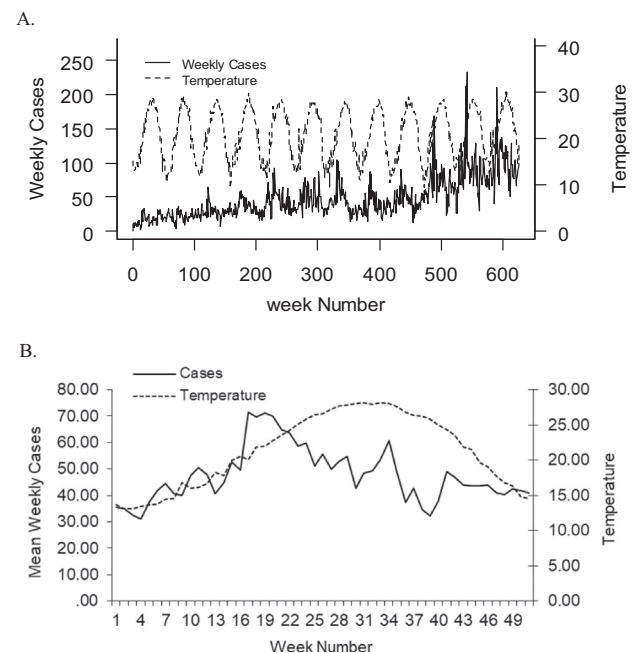 A.
Weekly Cases
Temperature
250
200
150
100
50
0
Weekly Cases
40
30
20
10
0
Temperature
0 100 200 300 400 500 600
week Number
B.
Cases
Temperature
80.00
70.00
60.00
50.00
40.00
30.00
20.00
10.00
.00
Mean Weekly Cases
30.00
25.00
20.00
15.00
10.00
5.00
0.00
Temperature
1 4 7 10 13 16 19 22 25 28 31 34 37 40 43 46 49
Week Number